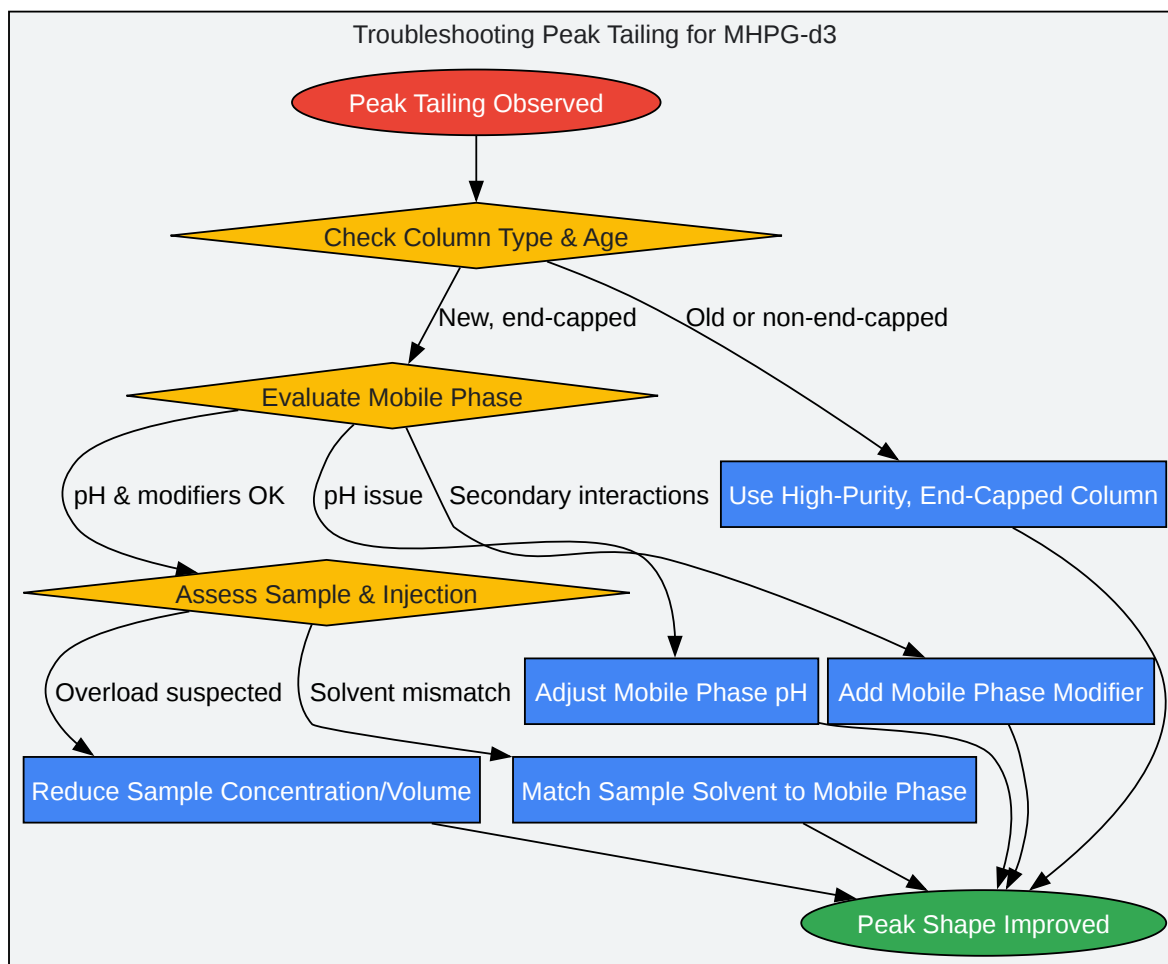 Troubleshooting Peak Tailing for MHPG-d3
Peak Tailing Observed
Check Column Type & Age
New, end-capped
Old or non-end-capped
Evaluate Mobile Phase
pH & modifiers OK
pH issue
Secondary interactions
Use High-Purity, End-Capped Column
Assess Sample & Injection
Overload suspected
Solvent mismatch
Adjust Mobile Phase pH
Add Mobile Phase Modifier
Reduce Sample Concentration/Volume
Match Sample Solvent to Mobile Phase
Peak Shape Improved